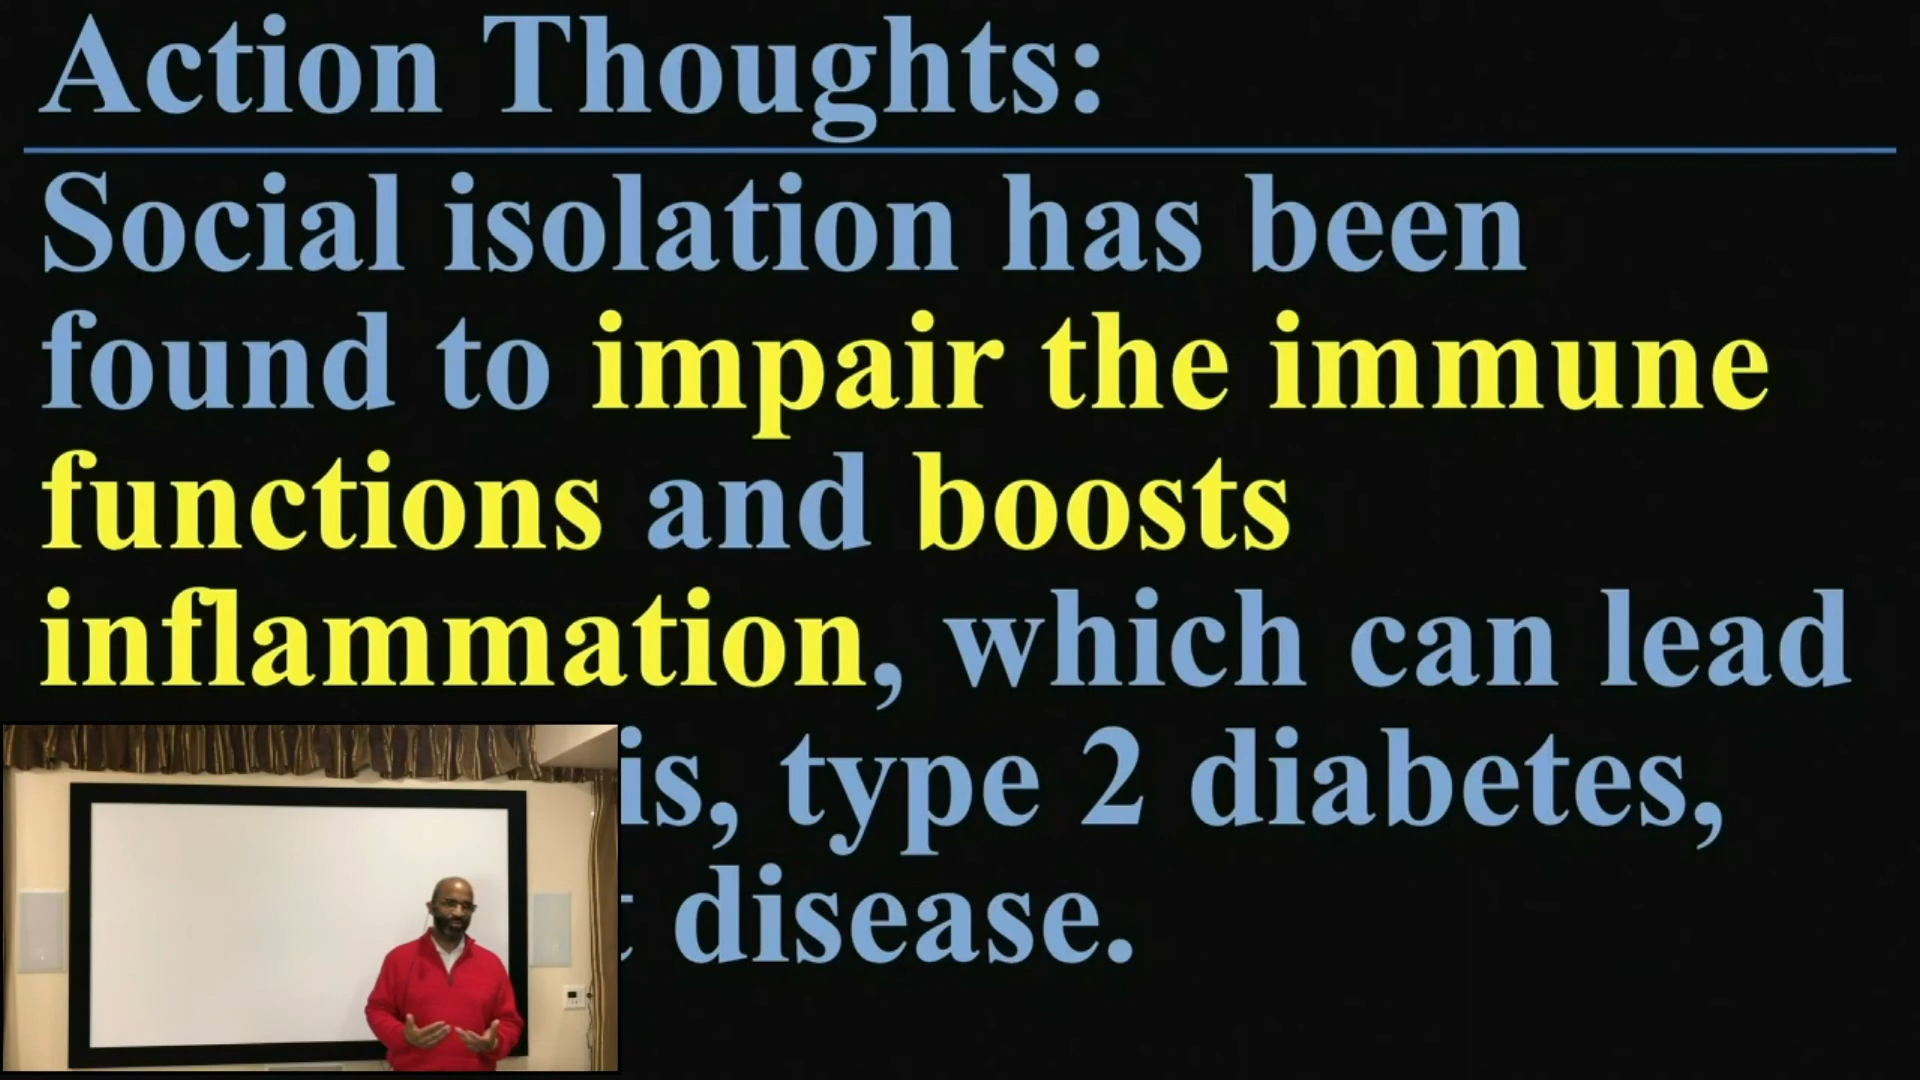 Action Thoughts:
Social isolation has been
found to impair the immune
functions and boosts
inflammation, which can lead
type 2 diabetes,
disease.